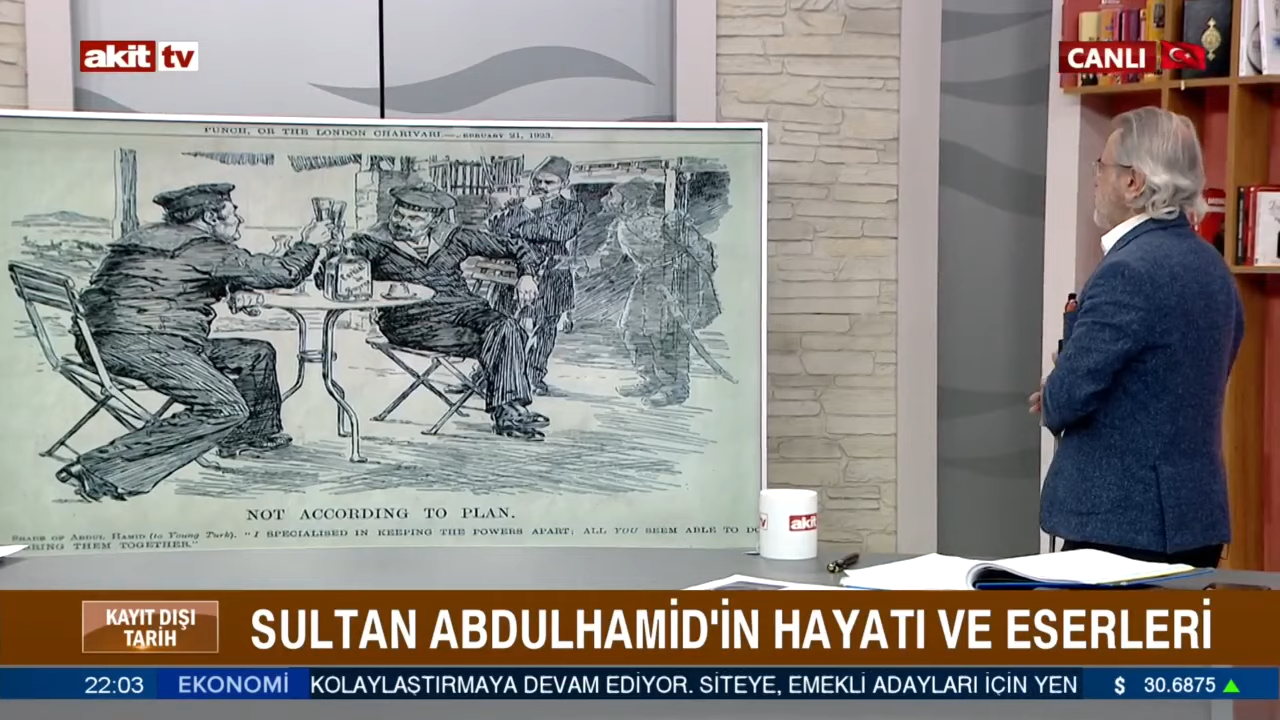 akit tv
CANLI
PUNCH, OR THE LONDON CHARIVARI.—FEBRUARY 21, 1923.
NOT ACCORDING TO PLAN.
SHADE OF ABDUL HAMID (to Young Turk). "I SPECIALISED IN KEEPING THE POWERS APART; ALL YOU SEEM ABLE TO DO
BRING THEM TOGETHER."
tv akit
KAYIT DIŞI
TARİH
SULTAN ABDULHAMİD'İN HAYATI VE ESERLERİ
22:03 EKONOMİ KOLAYLAŞTIRMAYA DEVAM EDİYOR. SİTEYE, EMEKLİ ADAYLARI İÇİN YEN $ 30.6875